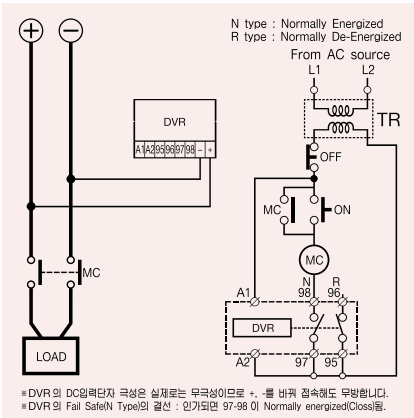 N type : Normally Energized
R type : Normally De-Energized
From AC source
L1 L2
TR
DVR
A1 A2 95 96 97 98 - +
OFF
MC ON
MC
MC
N R
A1 98 96
DVR
A2 97 95
LOAD
※DVR의 DC입력단자 극성은 실제로는 무극성이므로 +, -를 바꿔 접속해도 무방합니다.
※DVR의 Fail Safe(N Type)의 결선 : 인가되면 97-98 이 Normally energized(Closs)됨.